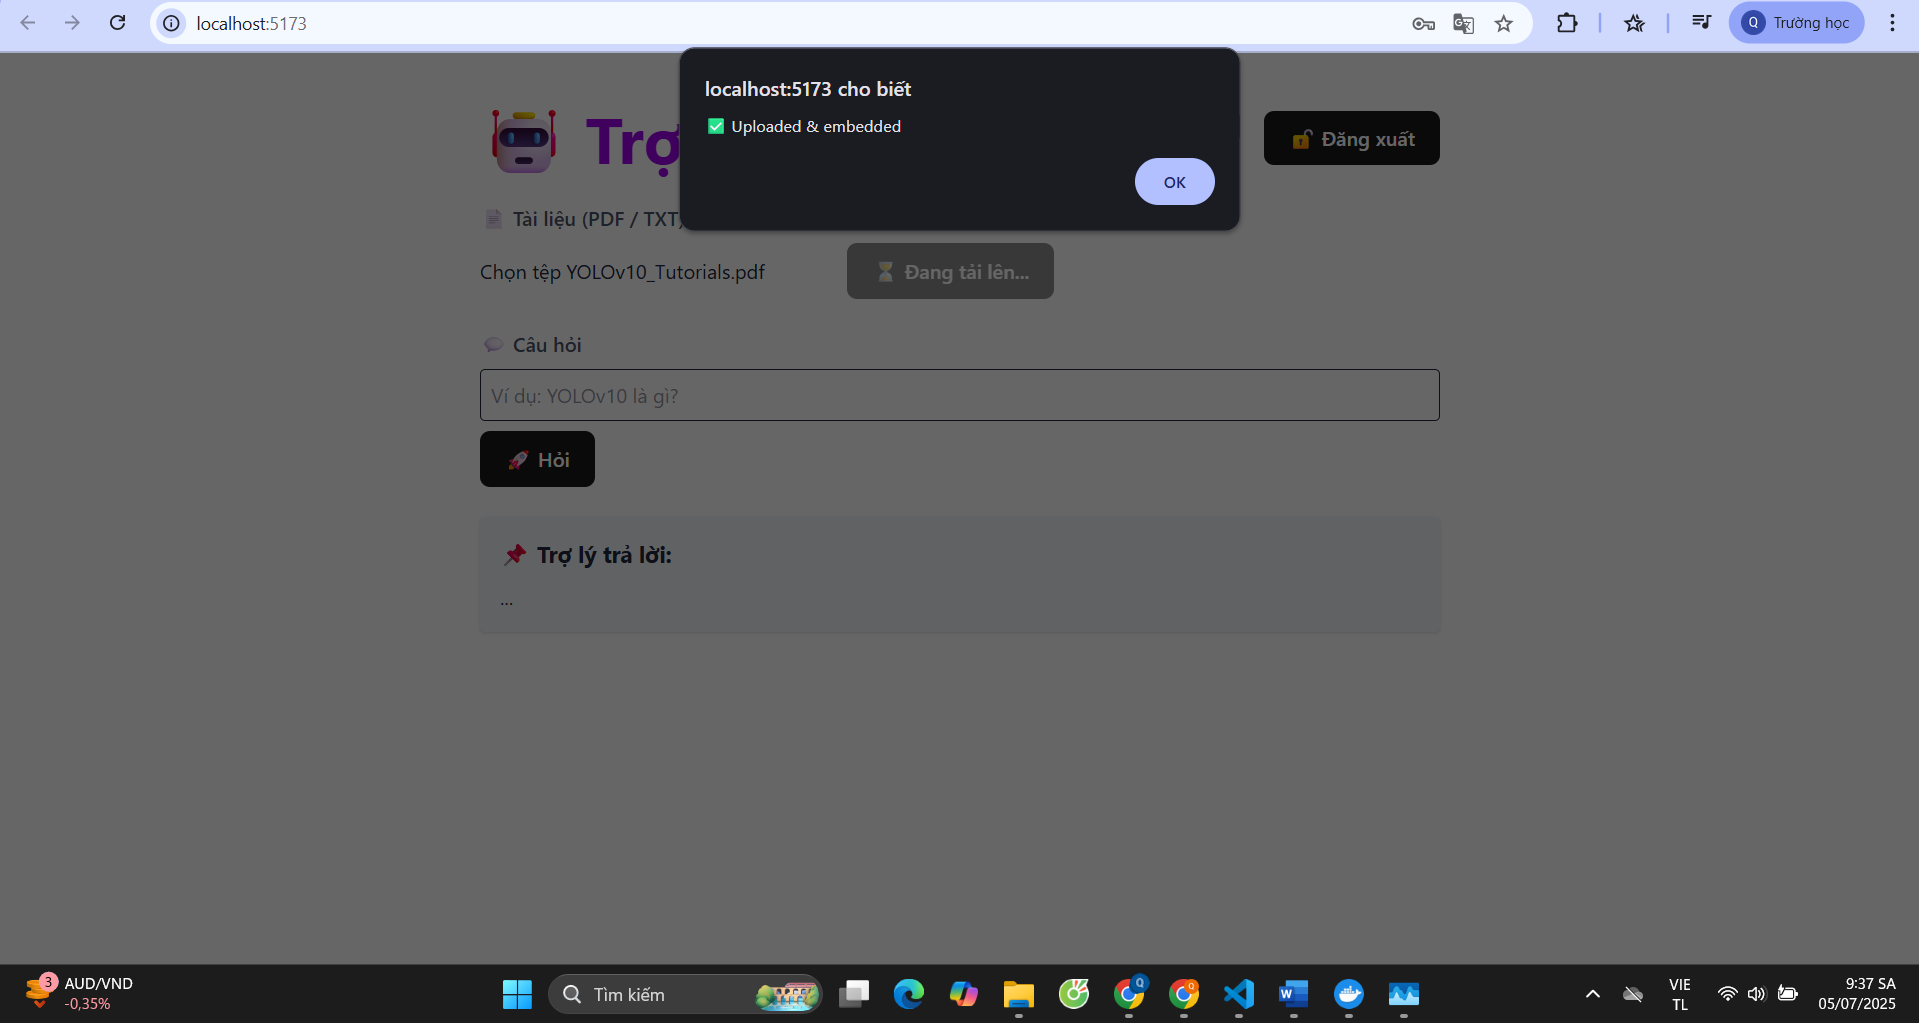 localhost:5173
Q Trường học
localhost:5173 cho biết
✅ Uploaded & embedded
OK
Trợ
Đăng xuất
Tài liệu (PDF / TXT)
Chọn tệp YOLOv10_Tutorials.pdf
Đang tải lên...
Câu hỏi
Ví dụ: YOLOv10 là gì?
Hỏi
Trợ lý trả lời:
...
3
AUD/VND
-0,35%
Tìm kiếm
Q
Q
VIE
TL
9:37 SA
05/07/2025